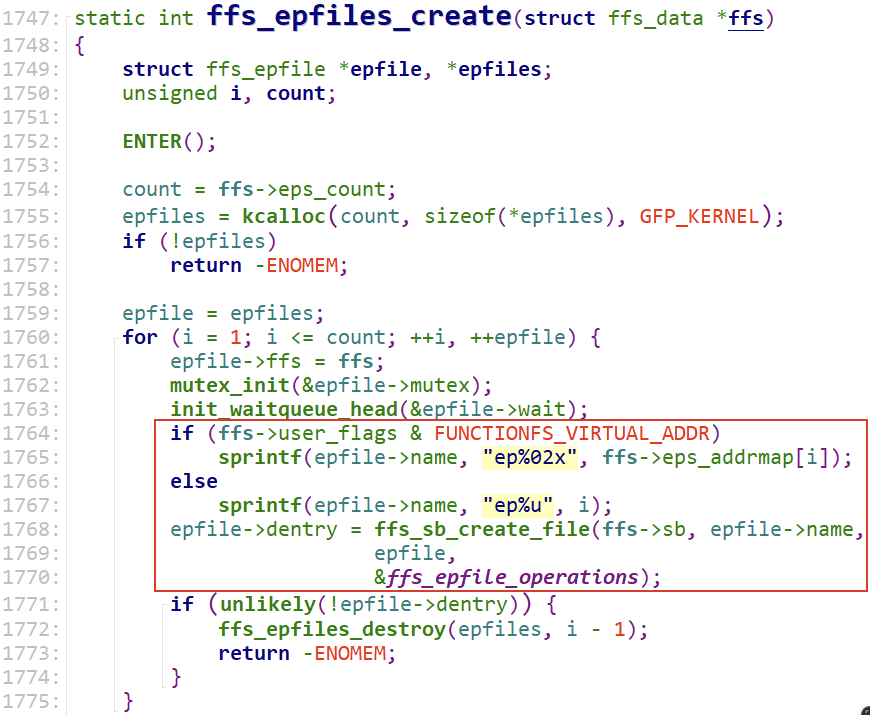 1747: static int ffs_epfiles_create(struct ffs_data *ffs)
1748: {
1749:     struct ffs_epfile *epfile, *epfiles;
1750:     unsigned i, count;
1751:
1752:     ENTER();
1753:
1754:     count = ffs->eps_count;
1755:     epfiles = kcalloc(count, sizeof(*epfiles), GFP_KERNEL);
1756:     if (!epfiles)
1757:         return -ENOMEM;
1758:
1759:     epfile = epfiles;
1760:     for (i = 1; i <= count; ++i, ++epfile) {
1761:         epfile->ffs = ffs;
1762:         mutex_init(&epfile->mutex);
1763:         init_waitqueue_head(&epfile->wait);
1764:         if (ffs->user_flags & FUNCTIONFS_VIRTUAL_ADDR)
1765:             sprintf(epfile->name, "ep%02x", ffs->eps_addrmap[i]);
1766:         else
1767:             sprintf(epfile->name, "ep%u", i);
1768:         epfile->dentry = ffs_sb_create_file(ffs->sb, epfile->name,
1769:                          epfile,
1770:                          &ffs_epfile_operations);
1771:         if (unlikely(!epfile->dentry)) {
1772:             ffs_epfiles_destroy(epfiles, i - 1);
1773:             return -ENOMEM;
1774:         }
1775:     }